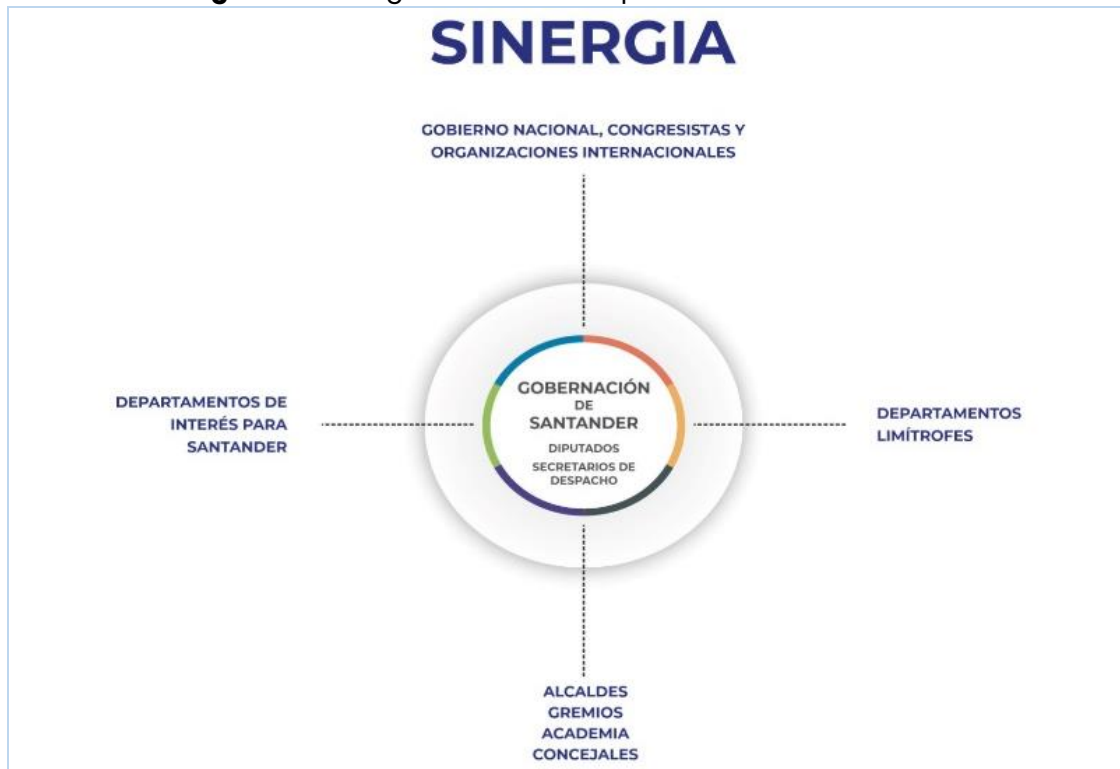 SINERGIA
GOBIERNO NACIONAL, CONGRESISTAS Y
ORGANIZACIONES INTERNACIONALES
DEPARTAMENTOS DE
INTERÉS PARA
SANTANDER
GOBERNACIÓN
DE
SANTANDER
DIPUTADOS
SECRETARIOS DE
DESPACHO
DEPARTAMENTOS
LIMÍTROFES
ALCALDES
GREMIOS
ACADEMIA
CONCEJALES